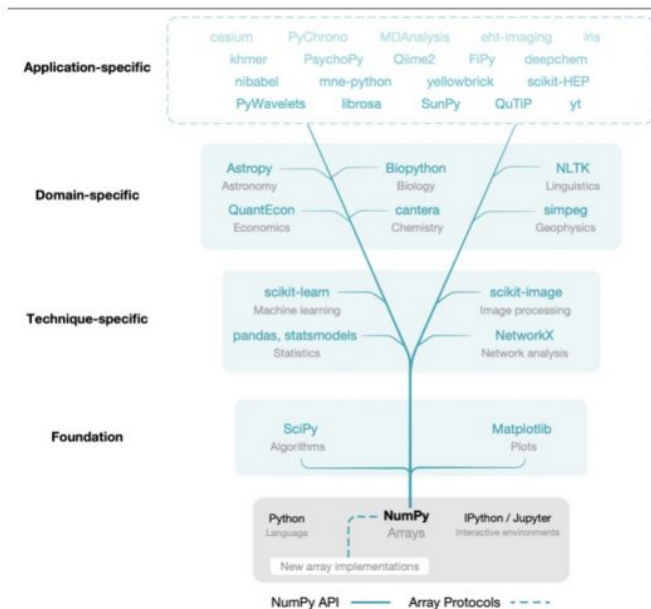 cesium PyChrono MDAnalysis eht-imaging iris
Application-specific khmer PsychoPy Qiime2 FiPy deepchem
nibabel mne-python yellowbrick scikit-HEP
PyWavelets librosa SunPy QuTiP yt
Astropy Biopython NLTK
Astronomy Biology Linguistics
Domain-specific
QuantEcon cantera simpeg
Economics Chemistry Geophysics
scikit-learn scikit-image
Machine learning Image processing
Technique-specific
pandas, statsmodels NetworkX
Statistics Network analysis
SciPy Matplotlib
Foundation
Algorithms Plots
Python NumPy IPython / Jupyter
Language Arrays Interactive environments
New array implementations
NumPy API Array Protocols